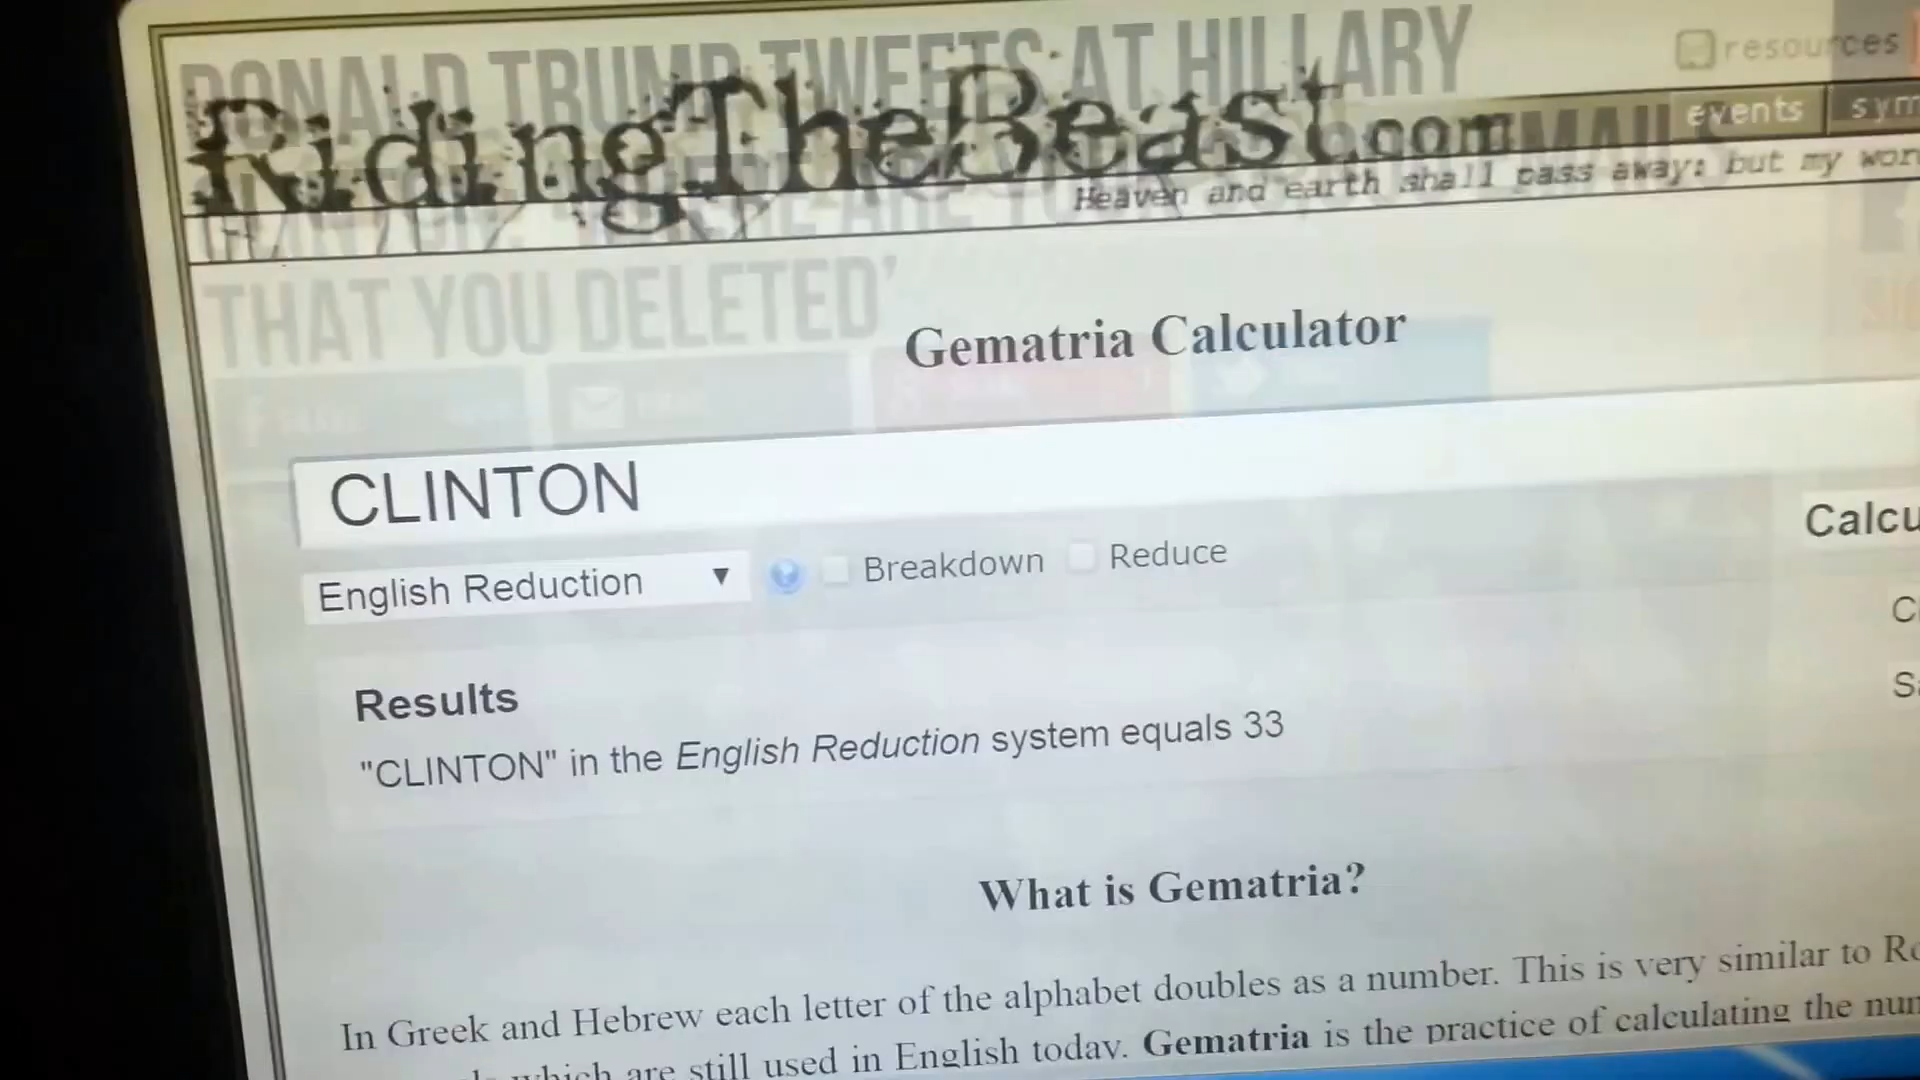 DONALD TRUMP TWEETS AT HILLARY
RidingTheBeast.com
resources
events
Heaven and earth shall pass away: but my
WHERE ARE YOUR
THAT YOU DELETED'
Gematria Calculator
CLINTON
English Reduction ▼ Breakdown Reduce
Results
"CLINTON" in the English Reduction system equals 33
What is Gematria?
In Greek and Hebrew each letter of the alphabet doubles as a number. This is very similar to
which are still used in English today. Gematria is the practice of calculating the